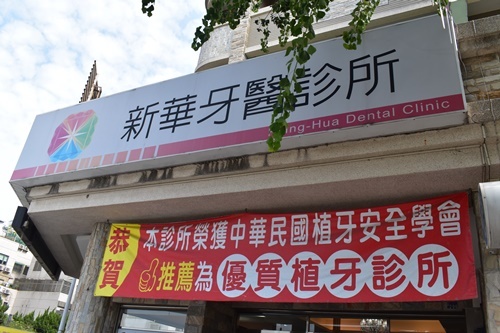 新華牙醫診所
Hua Dental Clinic
恭賀
本診所榮獲中華民國植牙安全學會
推薦為優質植牙診所